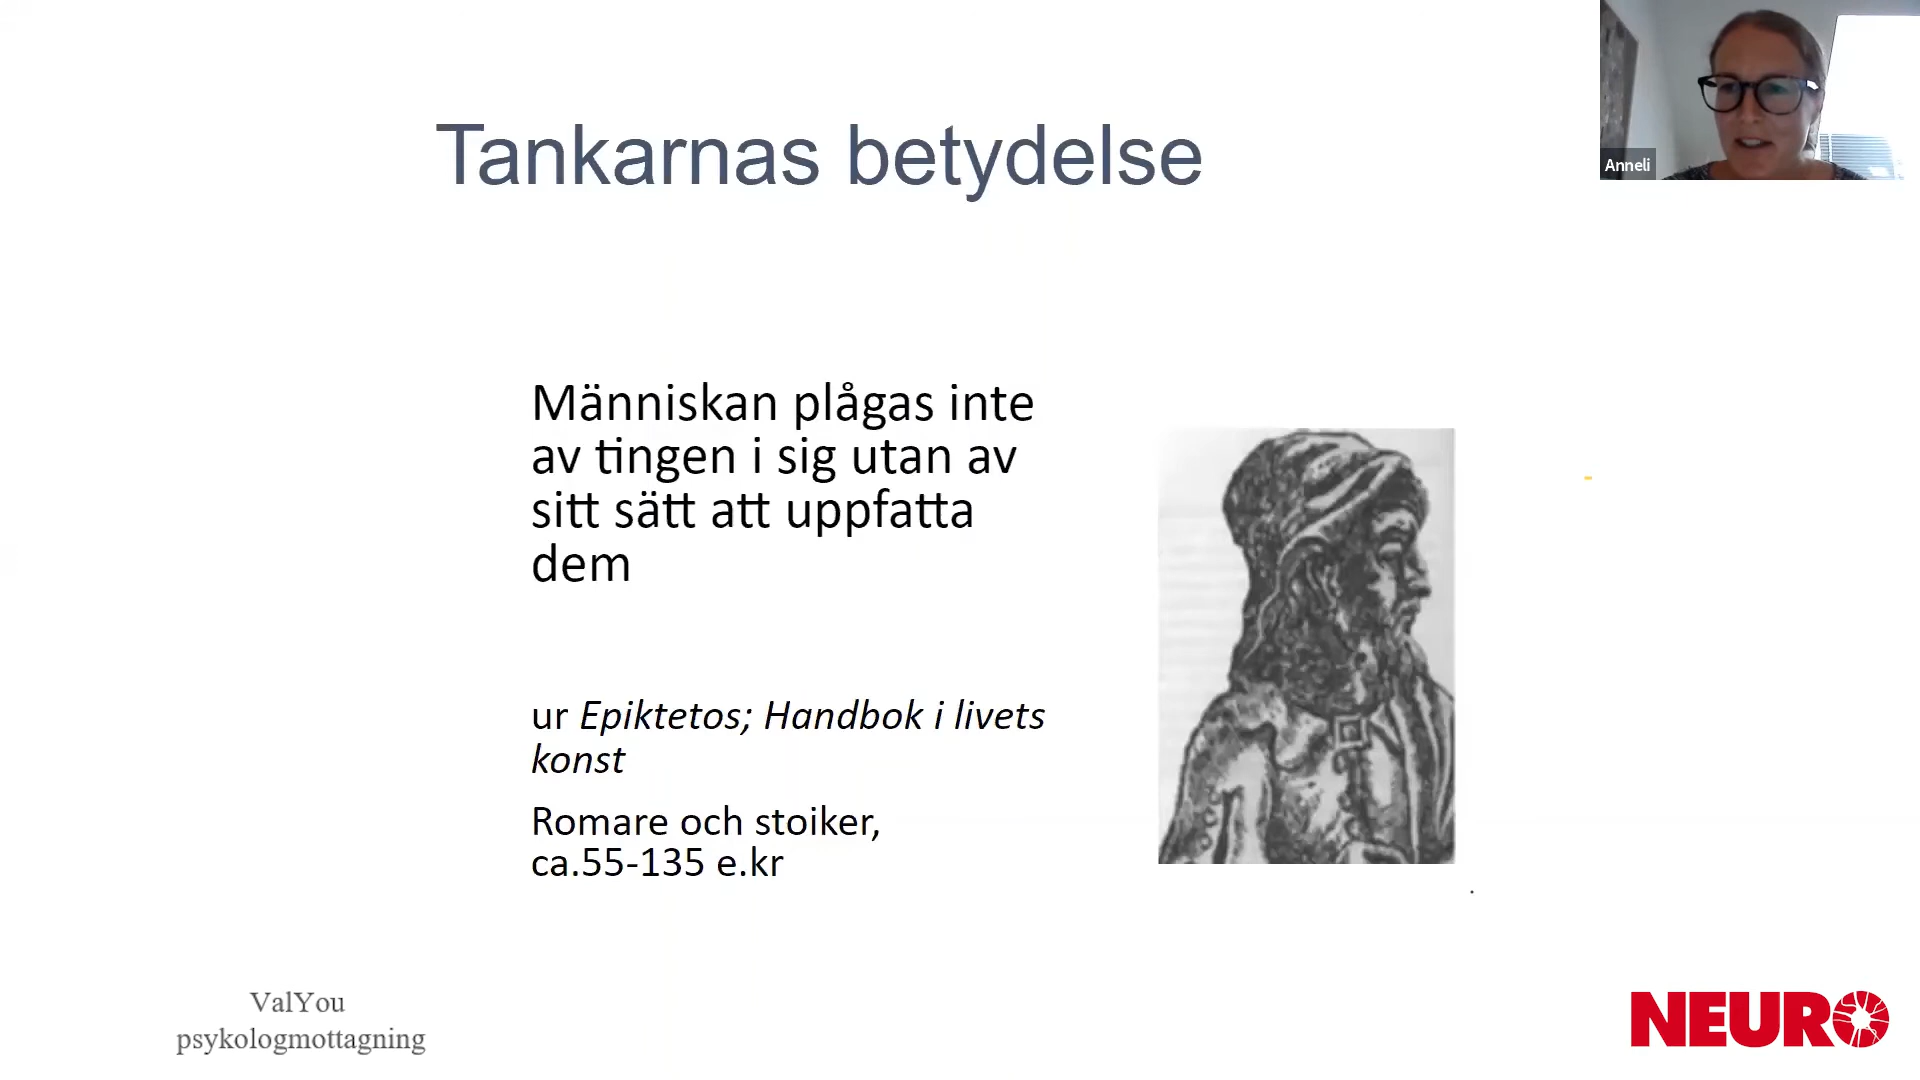 Tankarnas betydelse
Anneli
Människan plågas inte
av tingen i sig utan av
sitt sätt att uppfatta
dem
ur Epiktetos; Handbok i livets
konst
Romare och stoiker,
ca.55-135 e.kr
.
ValYou
psykologmottagning
NEURO